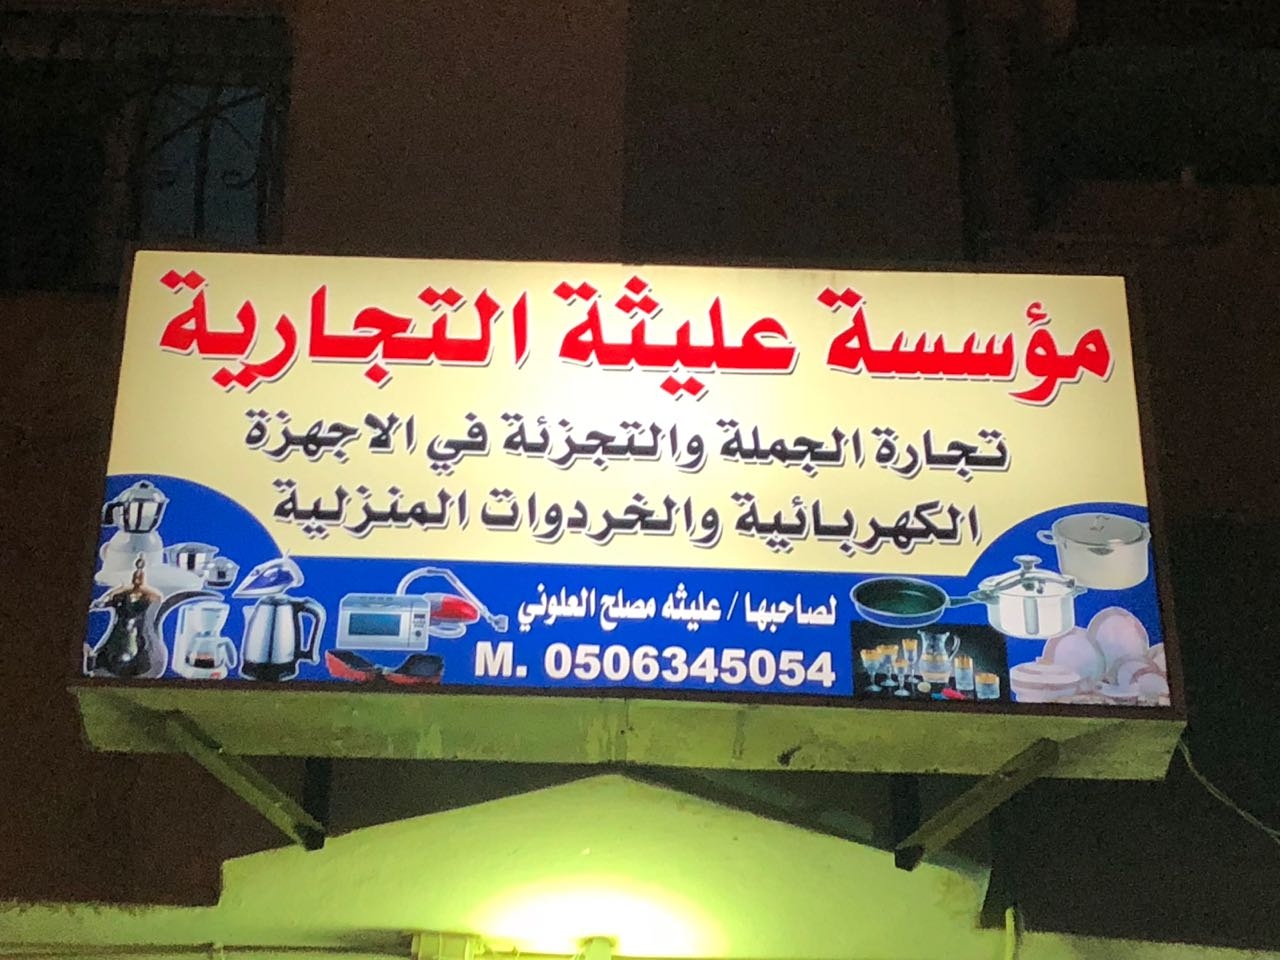 مؤسسة عليثة التجارية
تجارة الجملة والتجزئة في الاجهزة
الكهربائية والخردوات المنزلية
لصاحبها / عليثه مصلح العلوني
M. 0506345054